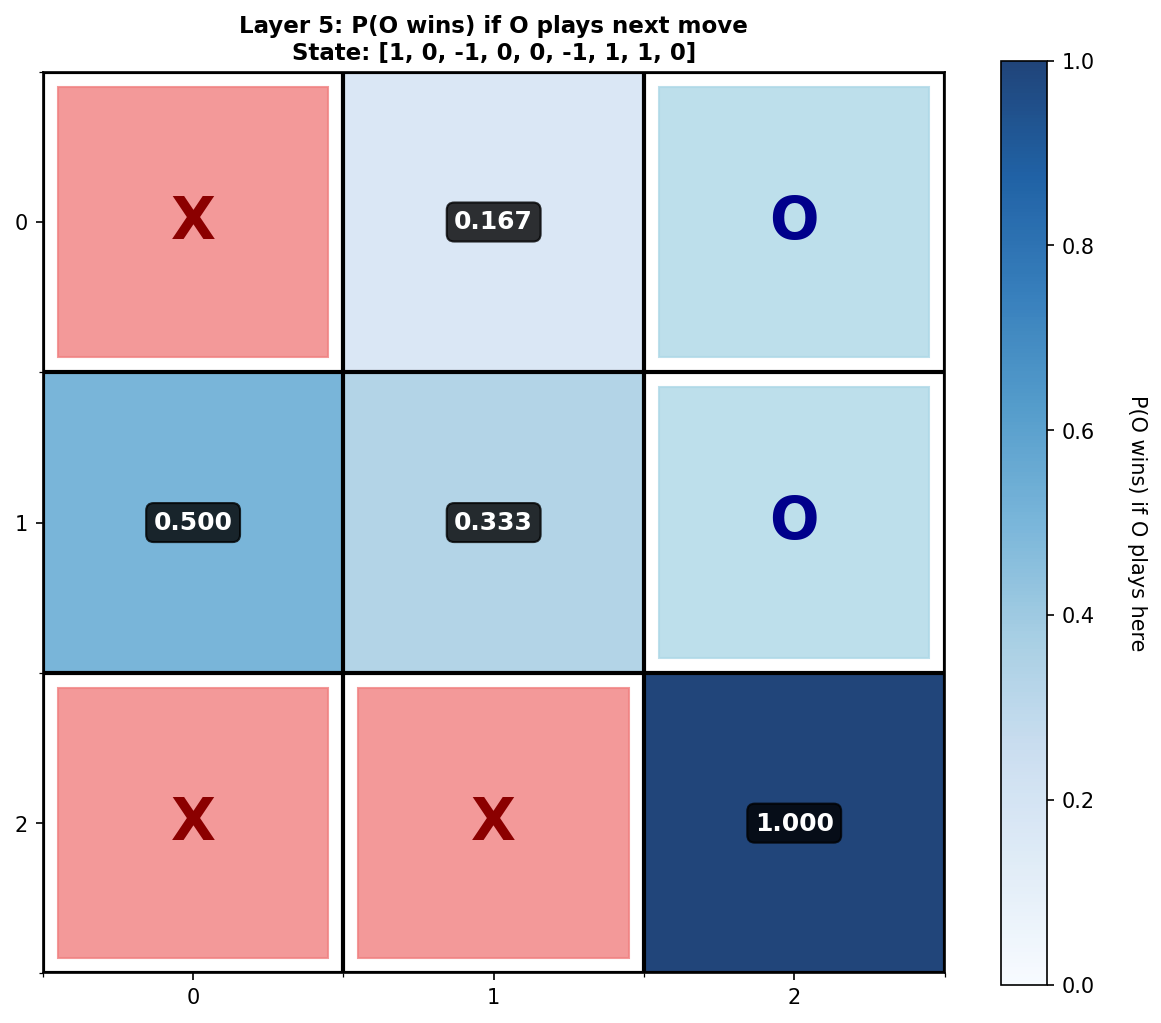 Layer 5: P(O wins) if O plays next move
State: [1, 0, -1, 0, 0, -1, 1, 1, 0]
0
X
0.167
O
1
0.500
0.333
O
2
X
X
1.000
0
1
2
1.0
0.8
0.6
0.4
0.2
0.0
P(O wins) if O plays here